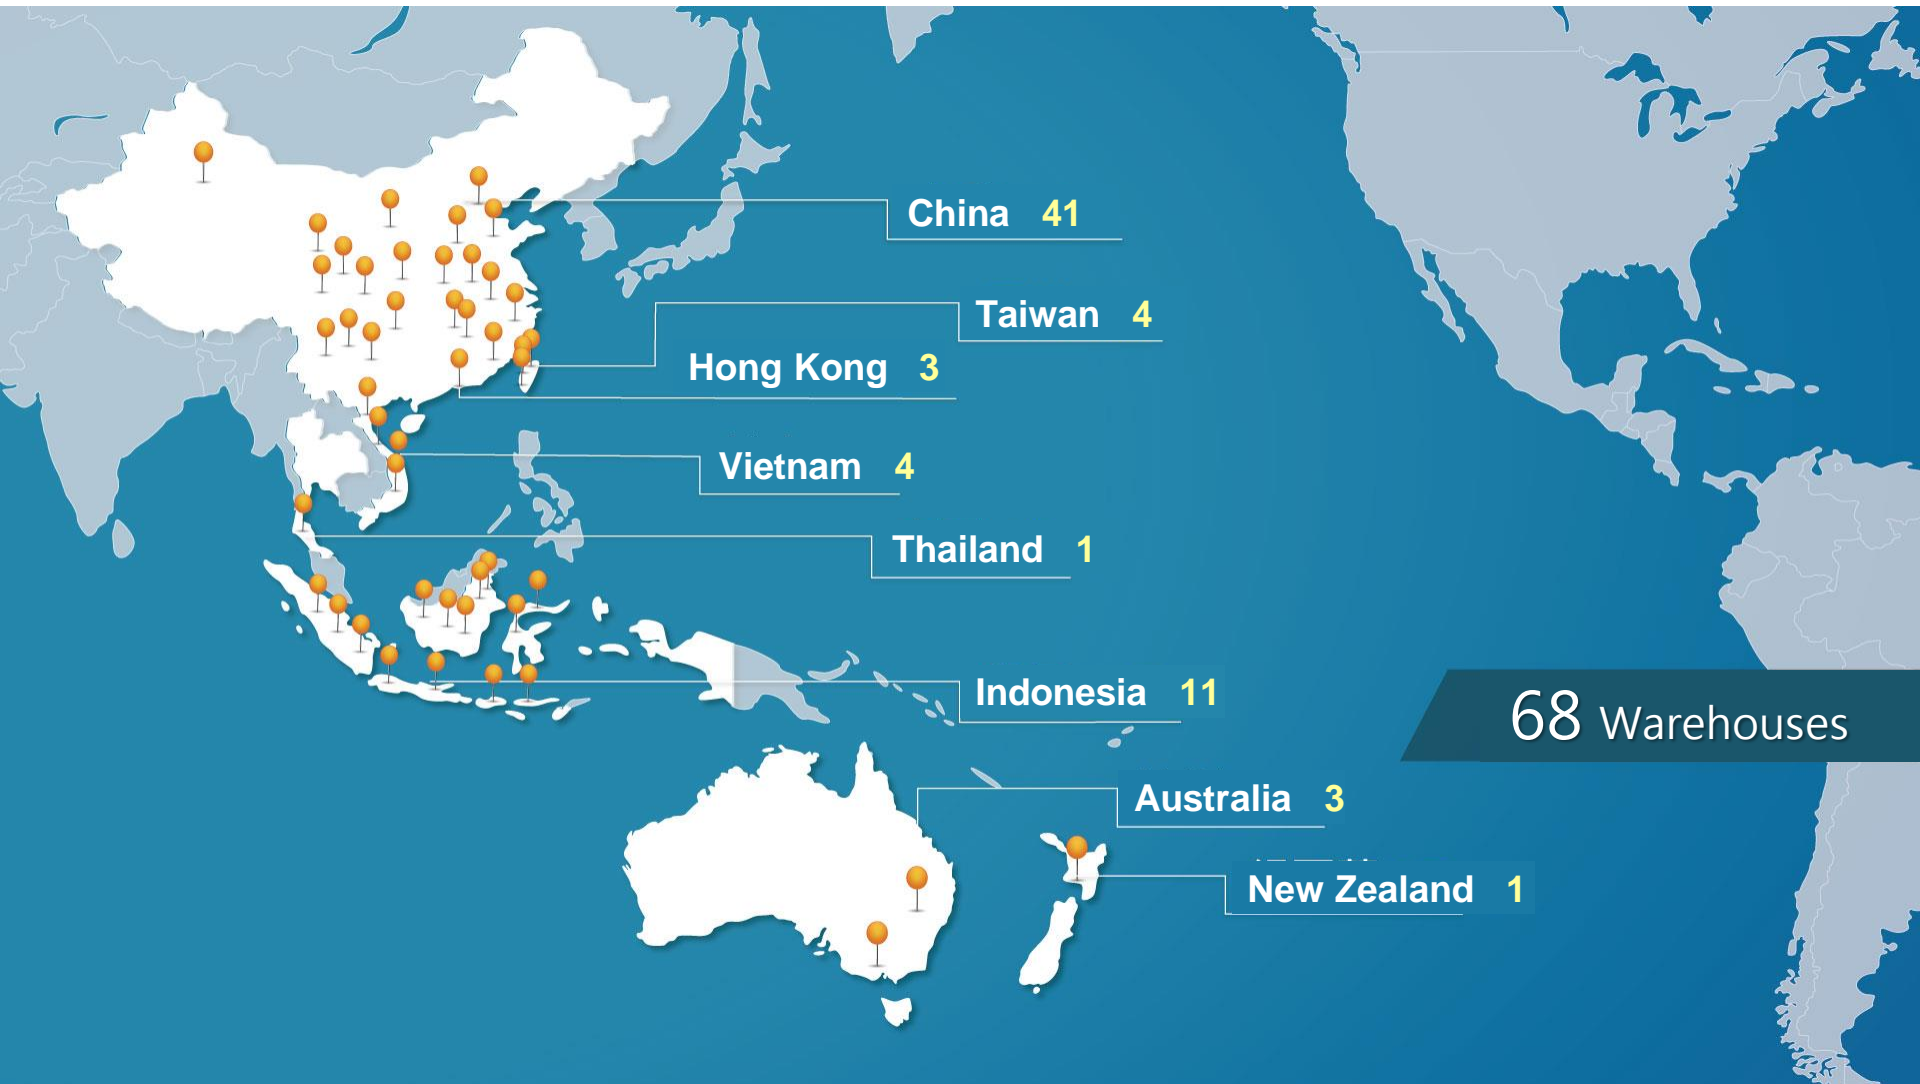 China 41
Taiwan 4
Hong Kong 3
Vietnam 4
Thailand 1
Indonesia 11
68 Warehouses
Australia 3
New Zealand 1